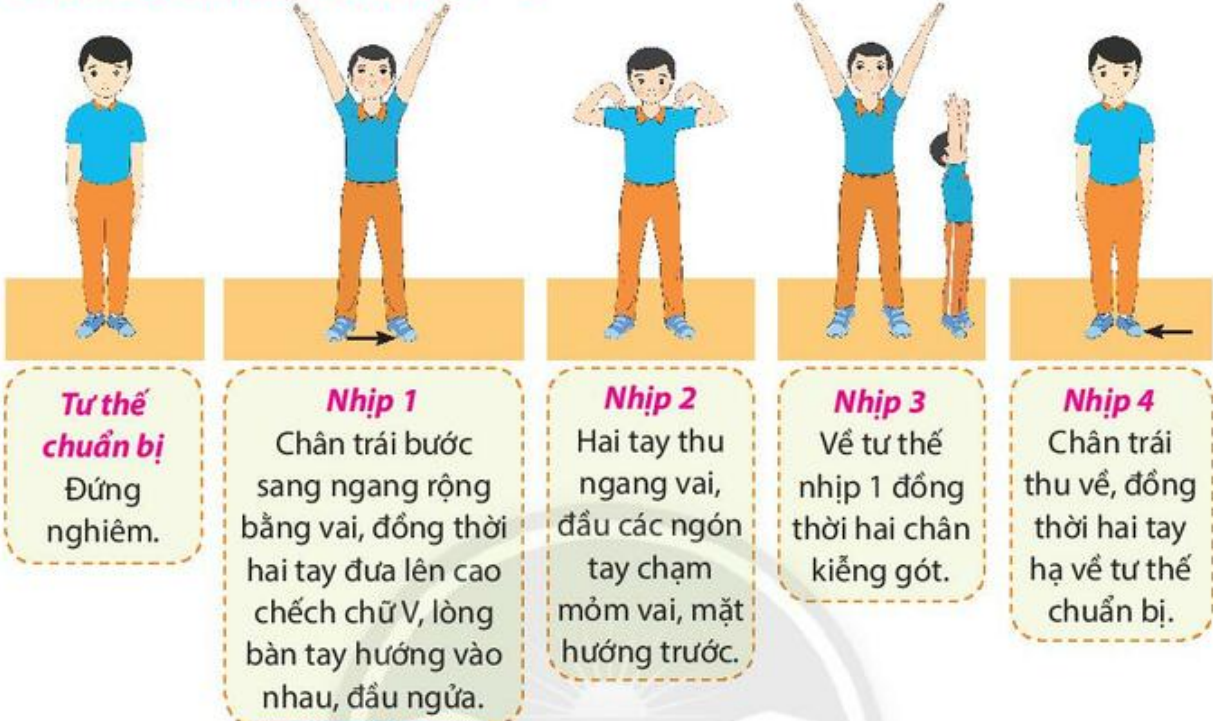 Tư thế
chuẩn bị
Đứng
nghiêm.
Nhịp 1
Chân trái bước
sang ngang rộng
bằng vai, đồng thời
hai tay đưa lên cao
chếch chữ V, lòng
bàn tay hướng vào
nhau, đầu ngửa.
Nhịp 2
Hai tay thu
ngang vai,
đầu các ngón
tay chạm
mỏm vai, mặt
hướng trước.
Nhịp 3
Về tư thế
nhịp 1 đồng
thời hai chân
kiễng gót.
Nhịp 4
Chân trái
thu về, đồng
thời hai tay
hạ về tư thế
chuẩn bị.